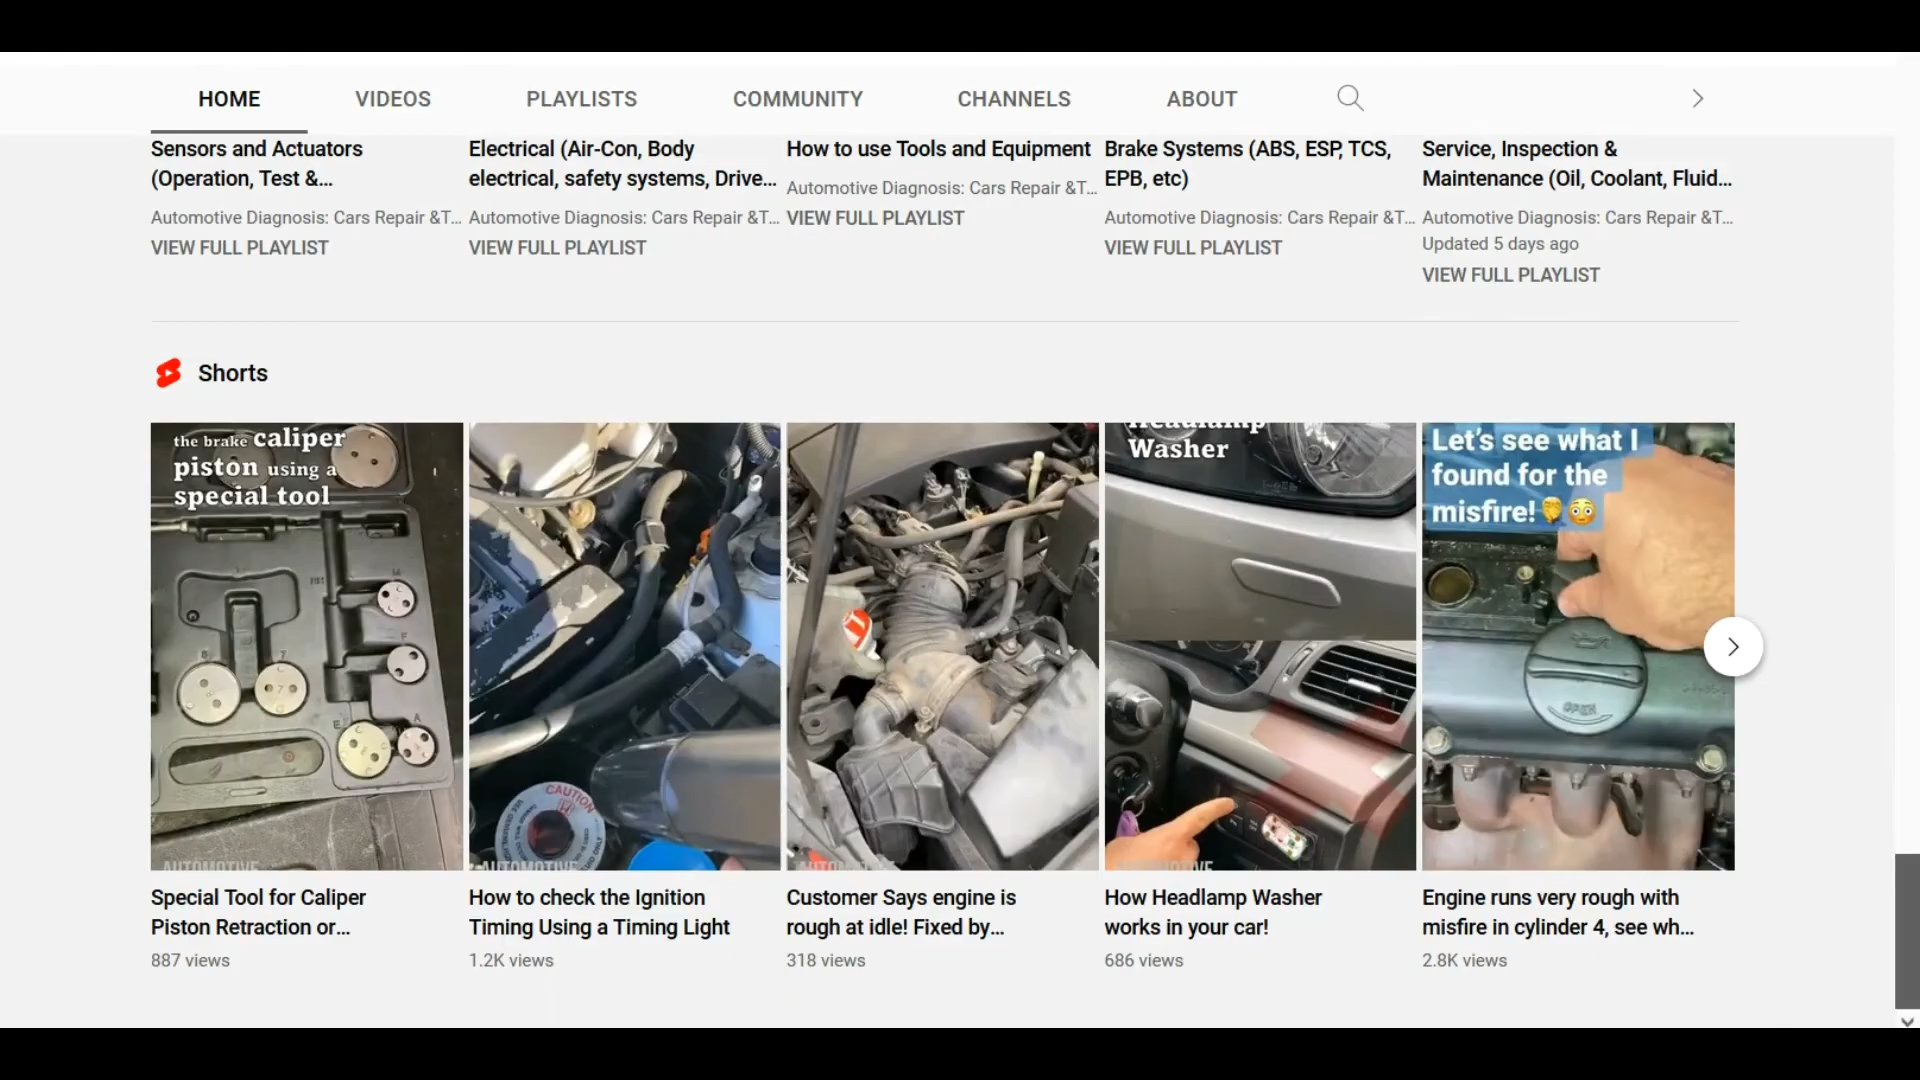 HOME VIDEOS PLAYLISTS COMMUNITY CHANNELS ABOUT
Sensors and Actuators
(Operation, Test &...
Automotive Diagnosis: Cars Repair &T...
VIEW FULL PLAYLIST
Electrical (Air-Con, Body
electrical, safety systems, Drive...
Automotive Diagnosis: Cars Repair &T...
VIEW FULL PLAYLIST
How to use Tools and Equipment
Automotive Diagnosis: Cars Repair &T...
VIEW FULL PLAYLIST
Brake Systems (ABS, ESP, TCS,
EPB, etc)
Automotive Diagnosis: Cars Repair &T...
VIEW FULL PLAYLIST
Service, Inspection &
Maintenance (Oil, Coolant, Fluid...
Automotive Diagnosis: Cars Repair &T...
Updated 5 days ago
VIEW FULL PLAYLIST
Shorts
the brake caliper
piston using a
special tool
AUTOMOTIVE
Special Tool for Caliper
Piston Retraction or...
887 views
CAUTION
AUTOMOTIVE
How to check the Ignition
Timing Using a Timing Light
1.2K views
AUTOMOTIVE
Customer Says engine is
rough at idle! Fixed by...
318 views
Headlamp
Washer
AUTOMOTIVE
How Headlamp Washer
works in your car!
686 views
Let's see what I
found for the
misfire!🤦😳
OPEN
Engine runs very rough with
misfire in cylinder 4, see wh...
2.8K views